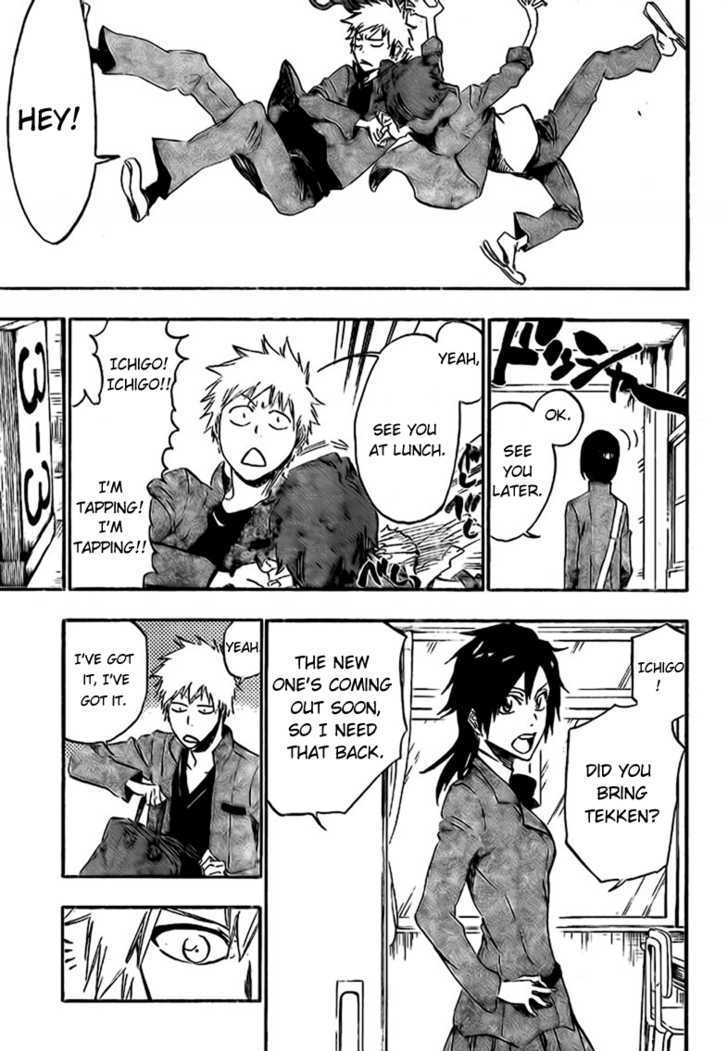 HEY!
OK.
SEE
YOU
LATER.
YEAH,
SEE YOU
AT LUNCH.
ICHIGO!
ICHIGO!!
I'M
TAPPING!
I'M
TAPPING!!
3-3
ICHIGO
!
DID YOU
BRING
TEKKEN?
THE NEW
ONE'S COMING
OUT SOON,
SO I NEED
THAT BACK.
YEAH.
I'VE GOT
IT, I'VE
GOT IT.